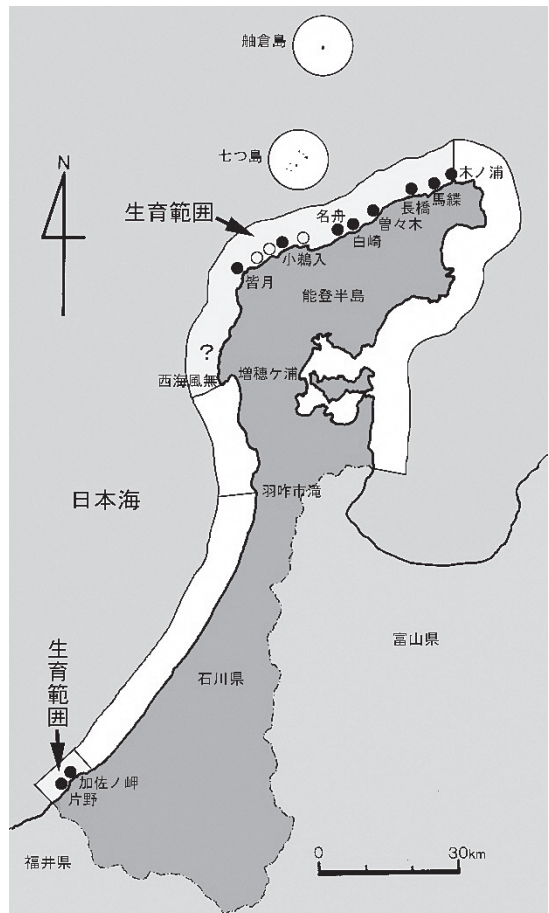 舳倉島
七つ島
N
生育範囲
木ノ浦
馬緤
長橋
曽々木
名舟
白崎
小鵜入
皆月
能登半島
?
西海風無
増穂ケ浦
日本海
羽咋市滝
富山県
石川県
生育範囲
加佐ノ岬
片野
福井県
0 30km